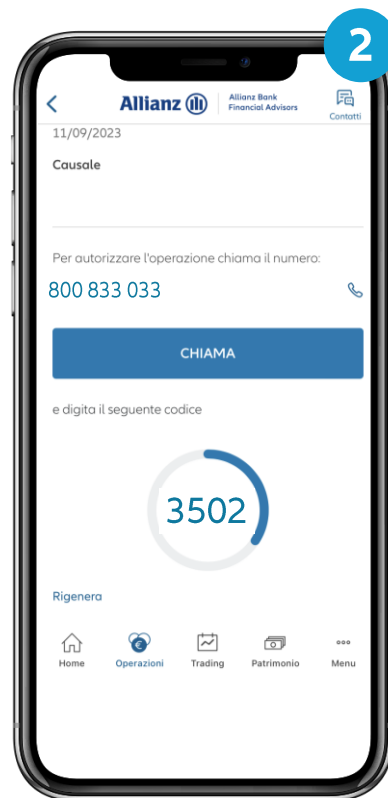 2
Allianz
Allianz Bank
Financial Advisors
Contatti
11/09/2023
Causale
Per autorizzare l'operazione chiama il numero:
800 833 033
CHIAMA
e digita il seguente codice
3502
Rigenera
Home Operazioni Trading Patrimonio Menu